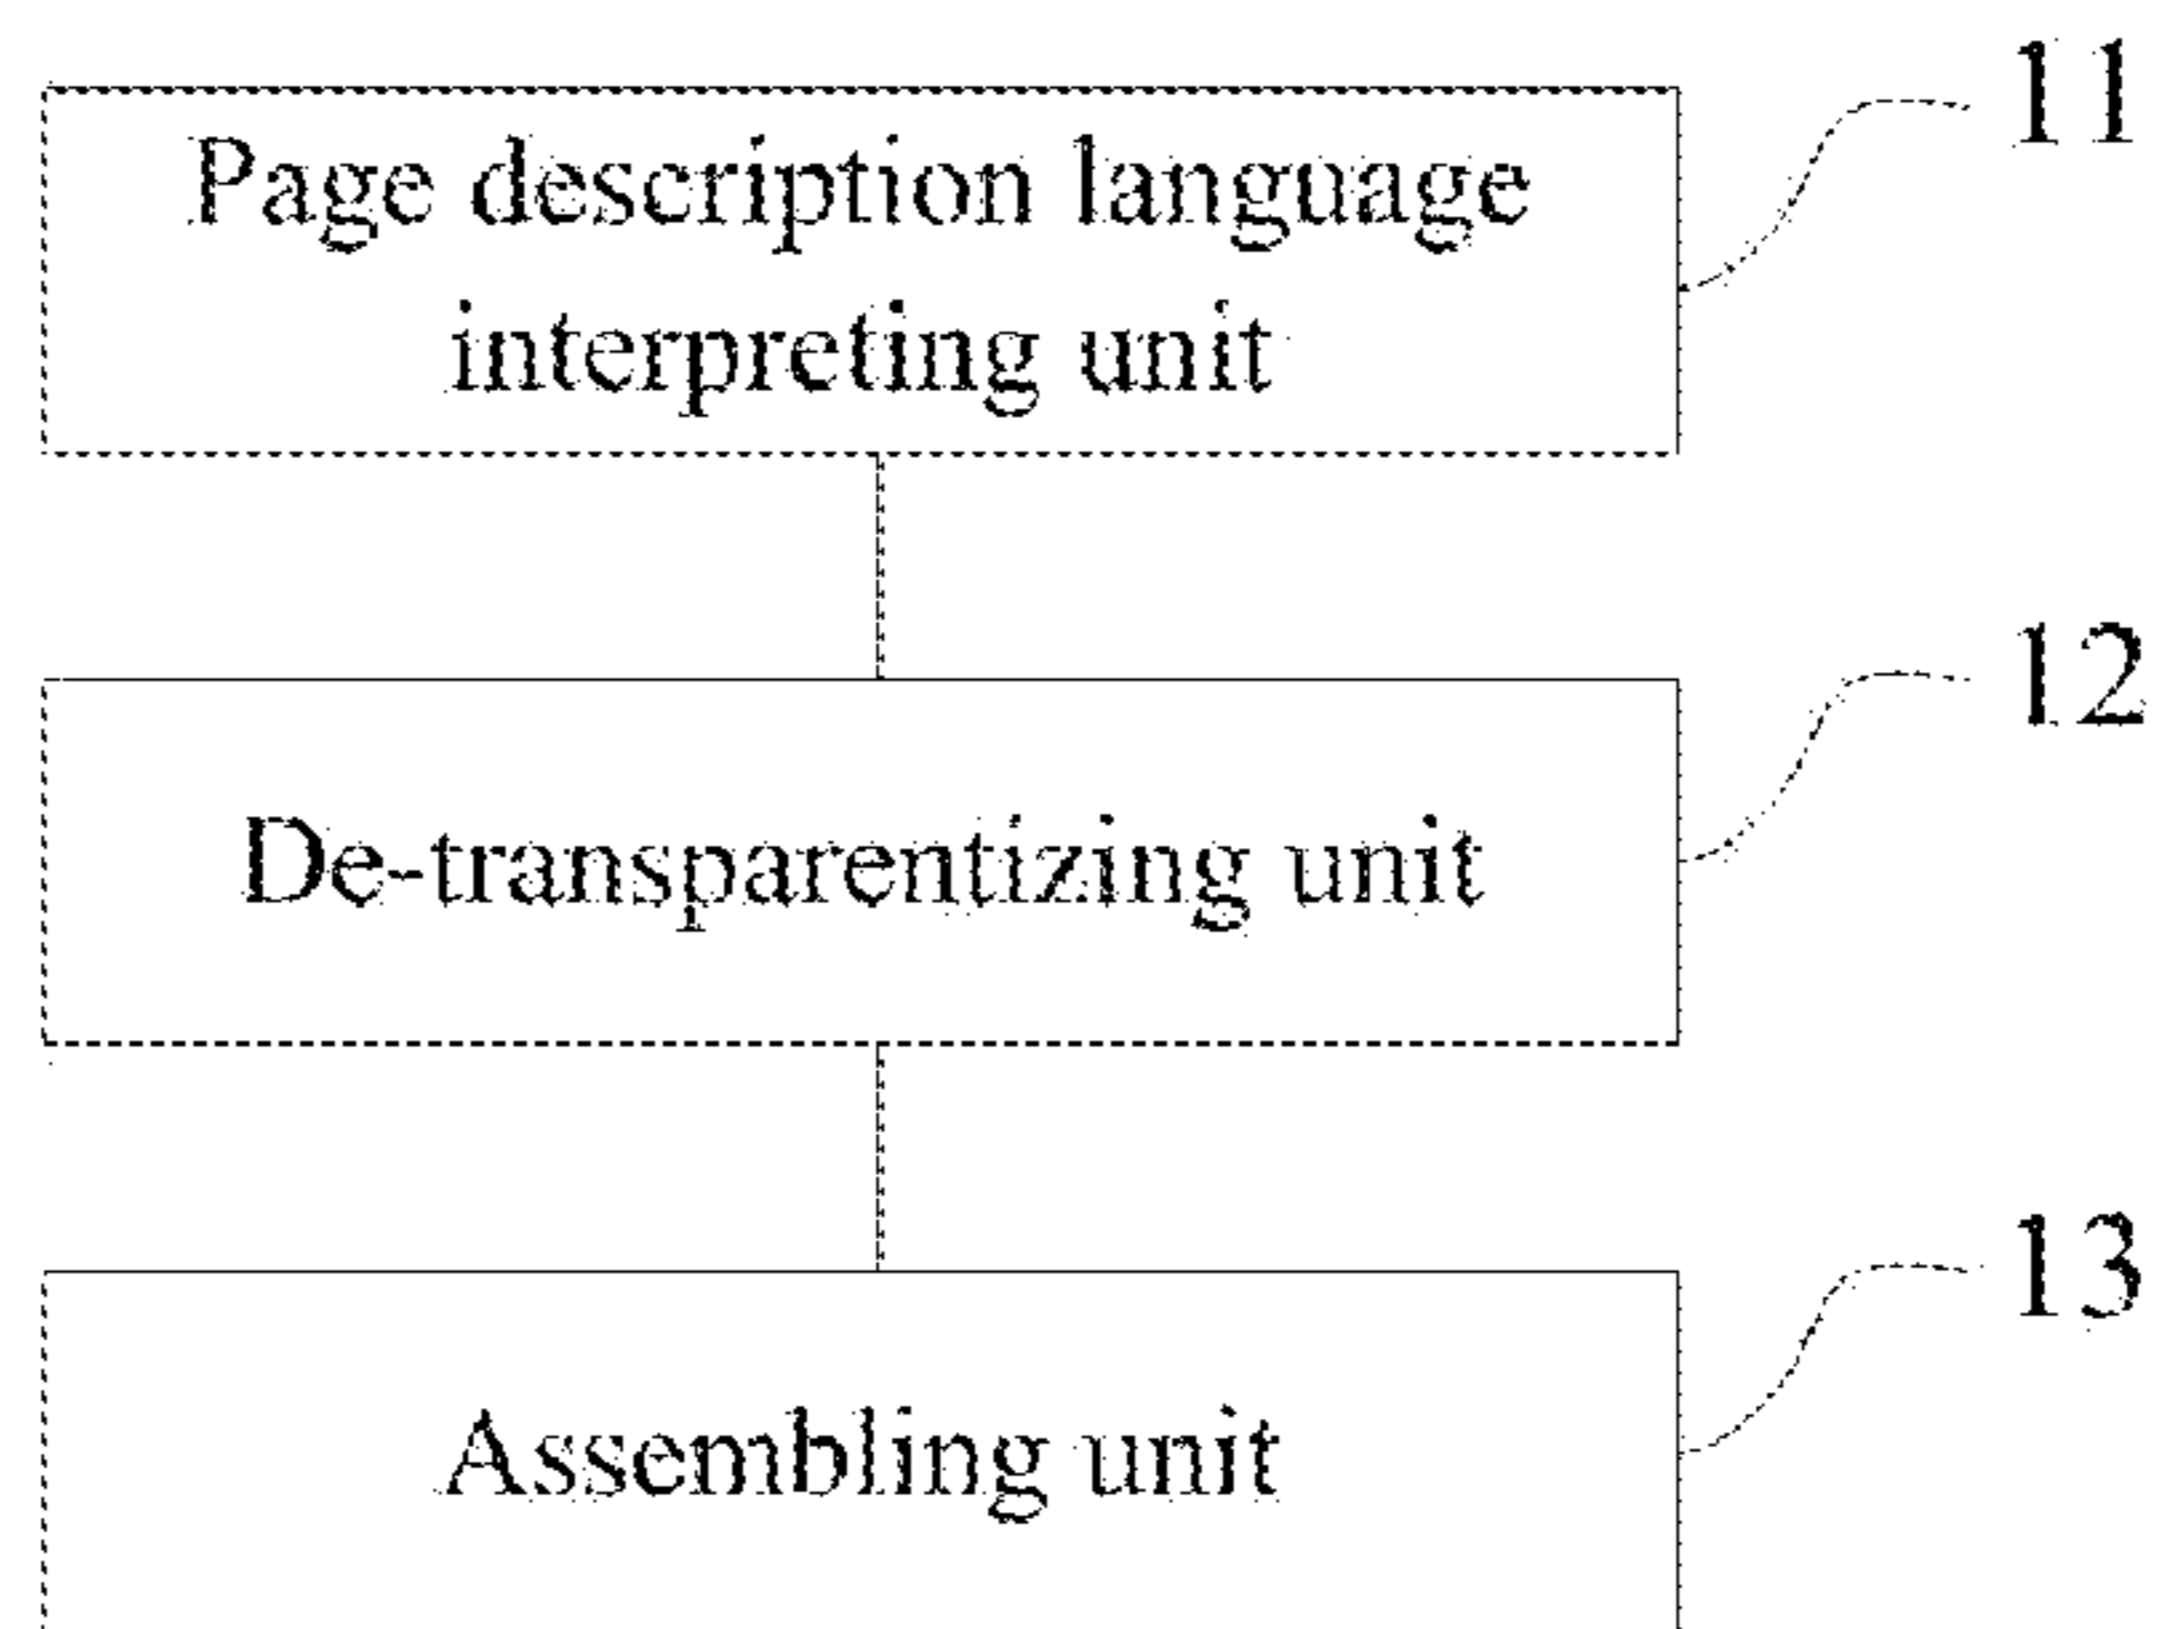 11
Page description language
interpreting unit
12
De-transparentizing unit
13
Assembling unit